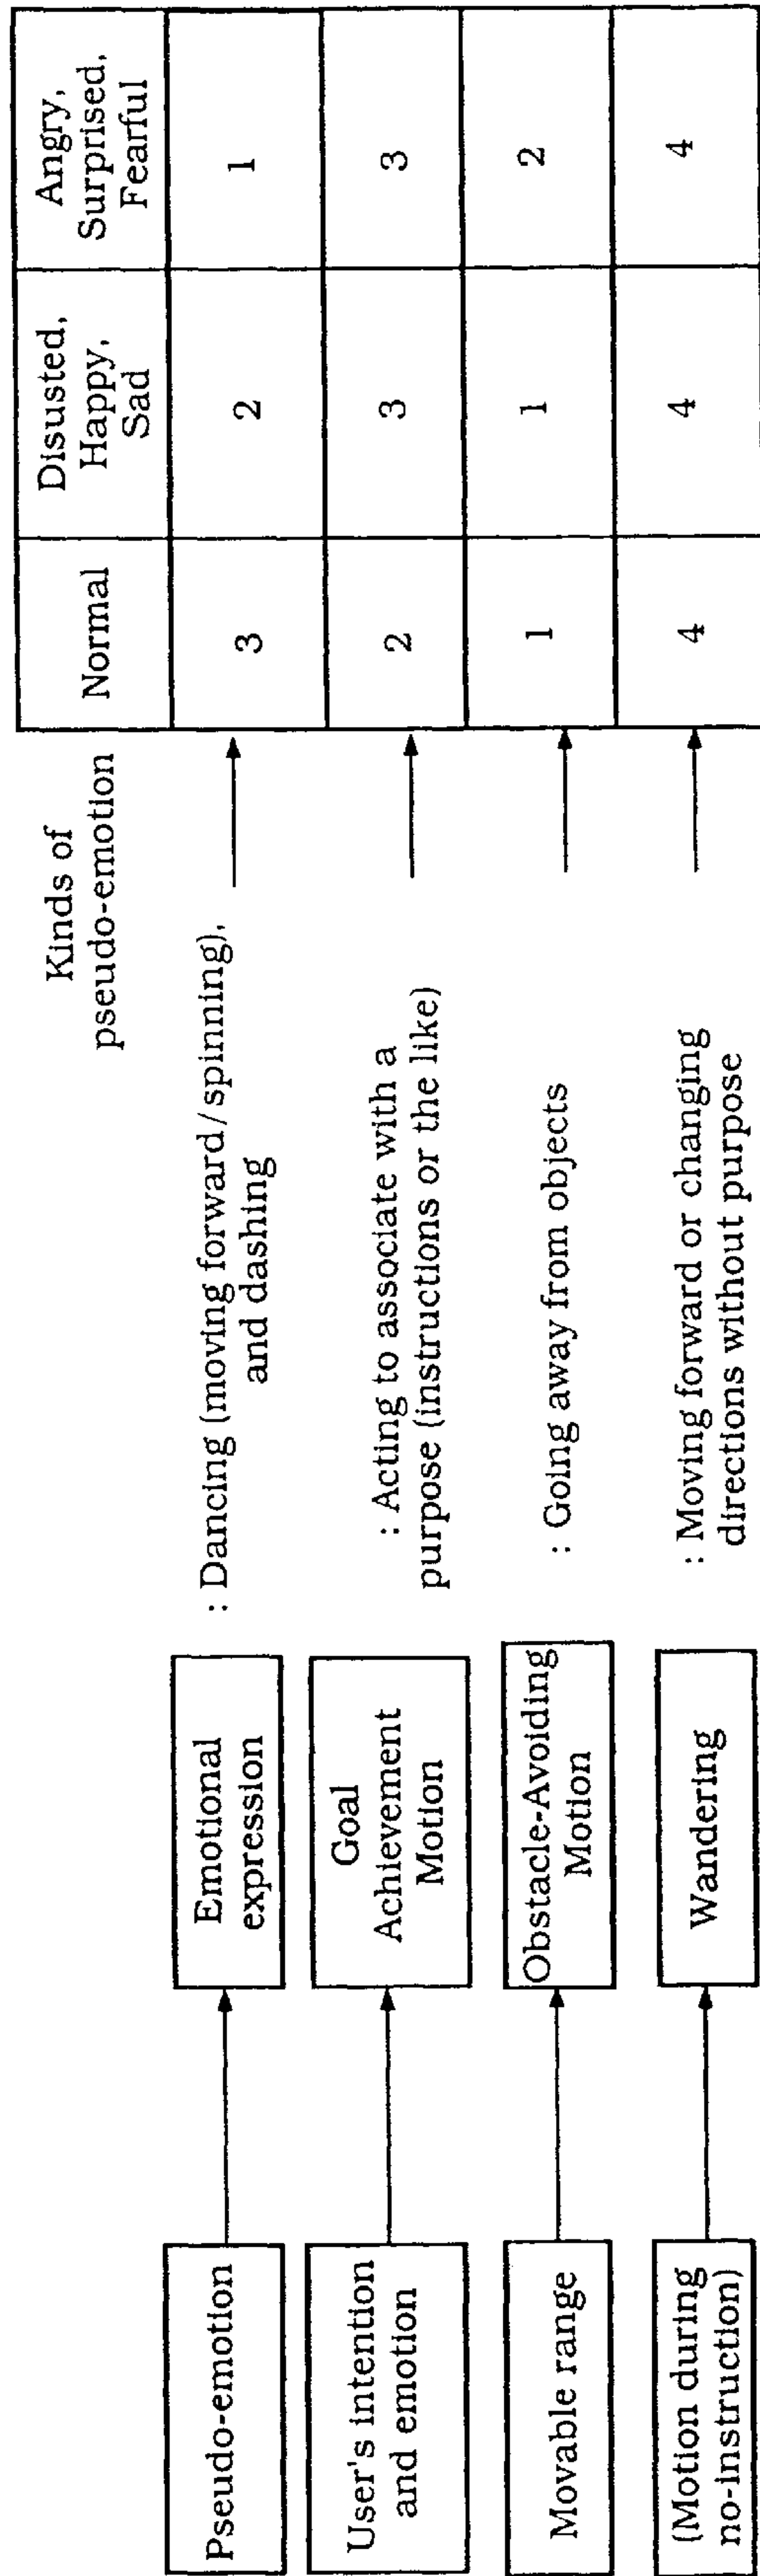 Kinds of
pseudo-emotion
Normal
Disusted,
Happy,
Sad
Angry,
Surprised,
Fearful
Pseudo-emotion
Emotional
expression
: Dancing (moving forward/spinning),
and dashing
3
2
1
User's intention
and emotion
Goal
Achievement
Motion
: Acting to associate with a
purpose (instructions or the like)
2
3
3
Movable range
Obstacle-Avoiding
Motion
: Going away from objects
1
1
2
(Motion during
no-instruction)
Wandering
: Moving forward or changing
directions without purpose
4
4
4